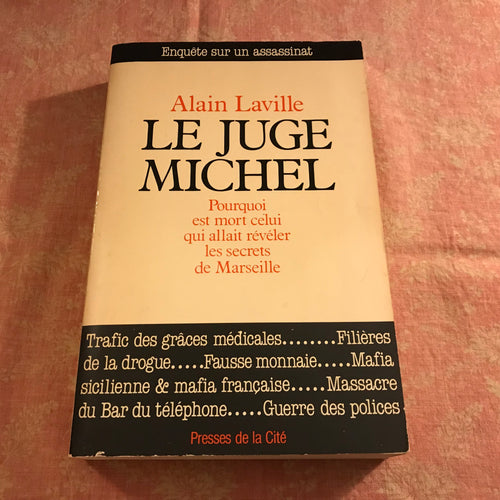 Enquête sur un assassinat
Alain Laville
LE JUGE
MICHEL
Pourquoi
est mort celui
qui allait révéler
les secrets
de Marseille
Trafic des grâces médicales........Filières
de la drogue.....Fausse monnaie.....Mafia
sicilienne & mafia française.....Massacre
du Bar du téléphone.....Guerre des polices
Presses de la Cité